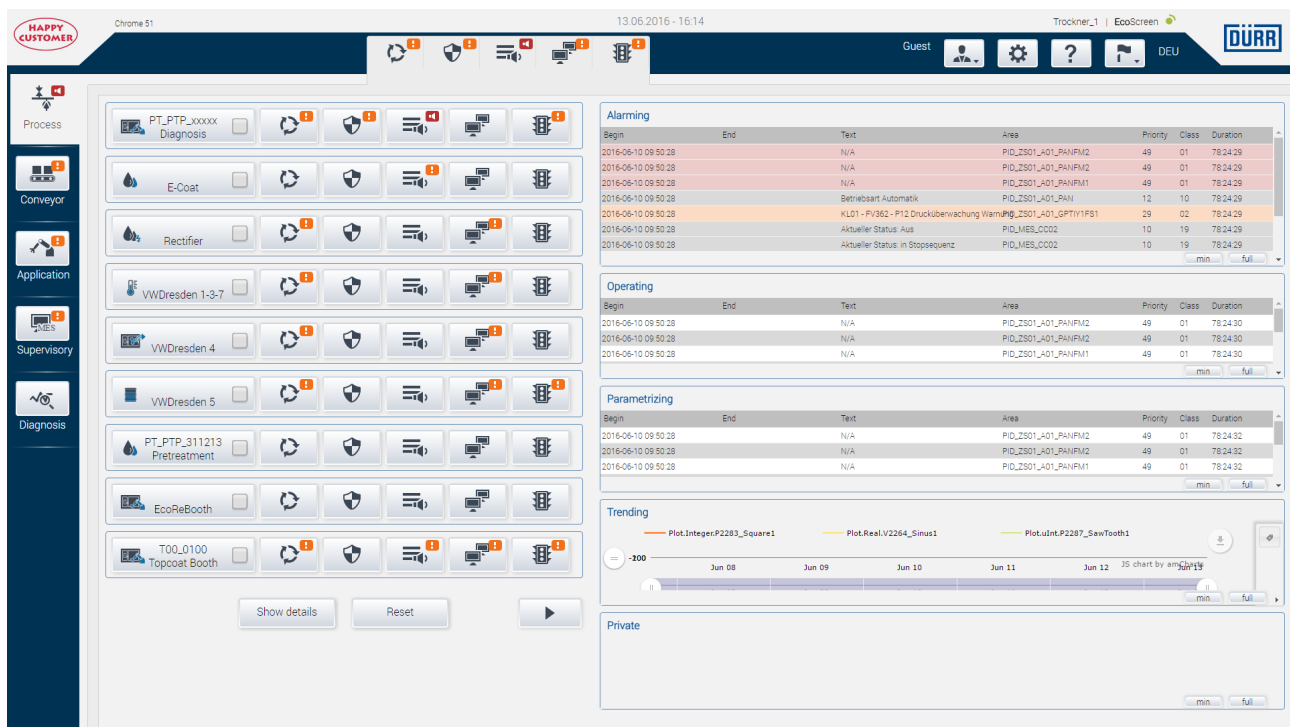 HAPPY
CUSTOMER
Chrome 51
13.06.2016 - 16:14
Trockner_1 | EcoScreen
DÜRR
Guest
?
DEU
Process
Conveyor
Application
MES
Supervisory
Diagnosis
PT_PTP_xxxxx
Diagnosis
E-Coat
Rectifier
VWDresden 1-3-7
VWDresden 4
VWDresden 5
PT_PTP_311213
Pretreatment
EcoReBooth
T00_0100
Topcoat Booth
Show details Reset
Alarming
Begin End Text Area Priority Class Duration
2016-06-10 09:50:28 N/A PID_ZS01_A01_PANFM2 49 01 78:24:29
2016-06-10 09:50:28 N/A PID_ZS01_A01_PANFM2 49 01 78:24:29
2016-06-10 09:50:28 N/A PID_ZS01_A01_PANFM1 49 01 78:24:29
2016-06-10 09:50:28 Betriebsart Automatik PID_ZS01_A01_PAN 12 10 78:24:29
2016-06-10 09:50:28 KL01 - FV362 - P12 Drucküberwachung _ZS01_A01_GPTIY1FS1 29 02 78:24:29
2016-06-10 09:50:28 Aktueller Status: Aus PID_MES_CC02 10 19 78:24:29
2016-06-10 09:50:28 Aktueller Status: in Stopsequenz PID_MES_CC02 10 19 78:24:29
min full
Operating
Begin End Text Area Priority Class Duration
2016-06-10 09:50:28 N/A PID_ZS01_A01_PANFM2 49 01 78:24:30
2016-06-10 09:50:28 N/A PID_ZS01_A01_PANFM2 49 01 78:24:30
2016-06-10 09:50:28 N/A PID_ZS01_A01_PANFM1 49 01 78:24:30
min full
Parametrizing
Begin End Text Area Priority Class Duration
2016-06-10 09:50:28 N/A PID_ZS01_A01_PANFM2 49 01 78:24:32
2016-06-10 09:50:28 N/A PID_ZS01_A01_PANFM2 49 01 78:24:32
2016-06-10 09:50:28 N/A PID_ZS01_A01_PANFM1 49 01 78:24:32
min full
Trending
Plot.Integer.P2283_Square1 Plot.Real.V2264_Sinus1 Plot.uInt.P2287_SawTooth1
-200
Jun 08 Jun 09 Jun 10 Jun 11 Jun 12 Jun 13
JS chart by amCharts
min full
Private
min full